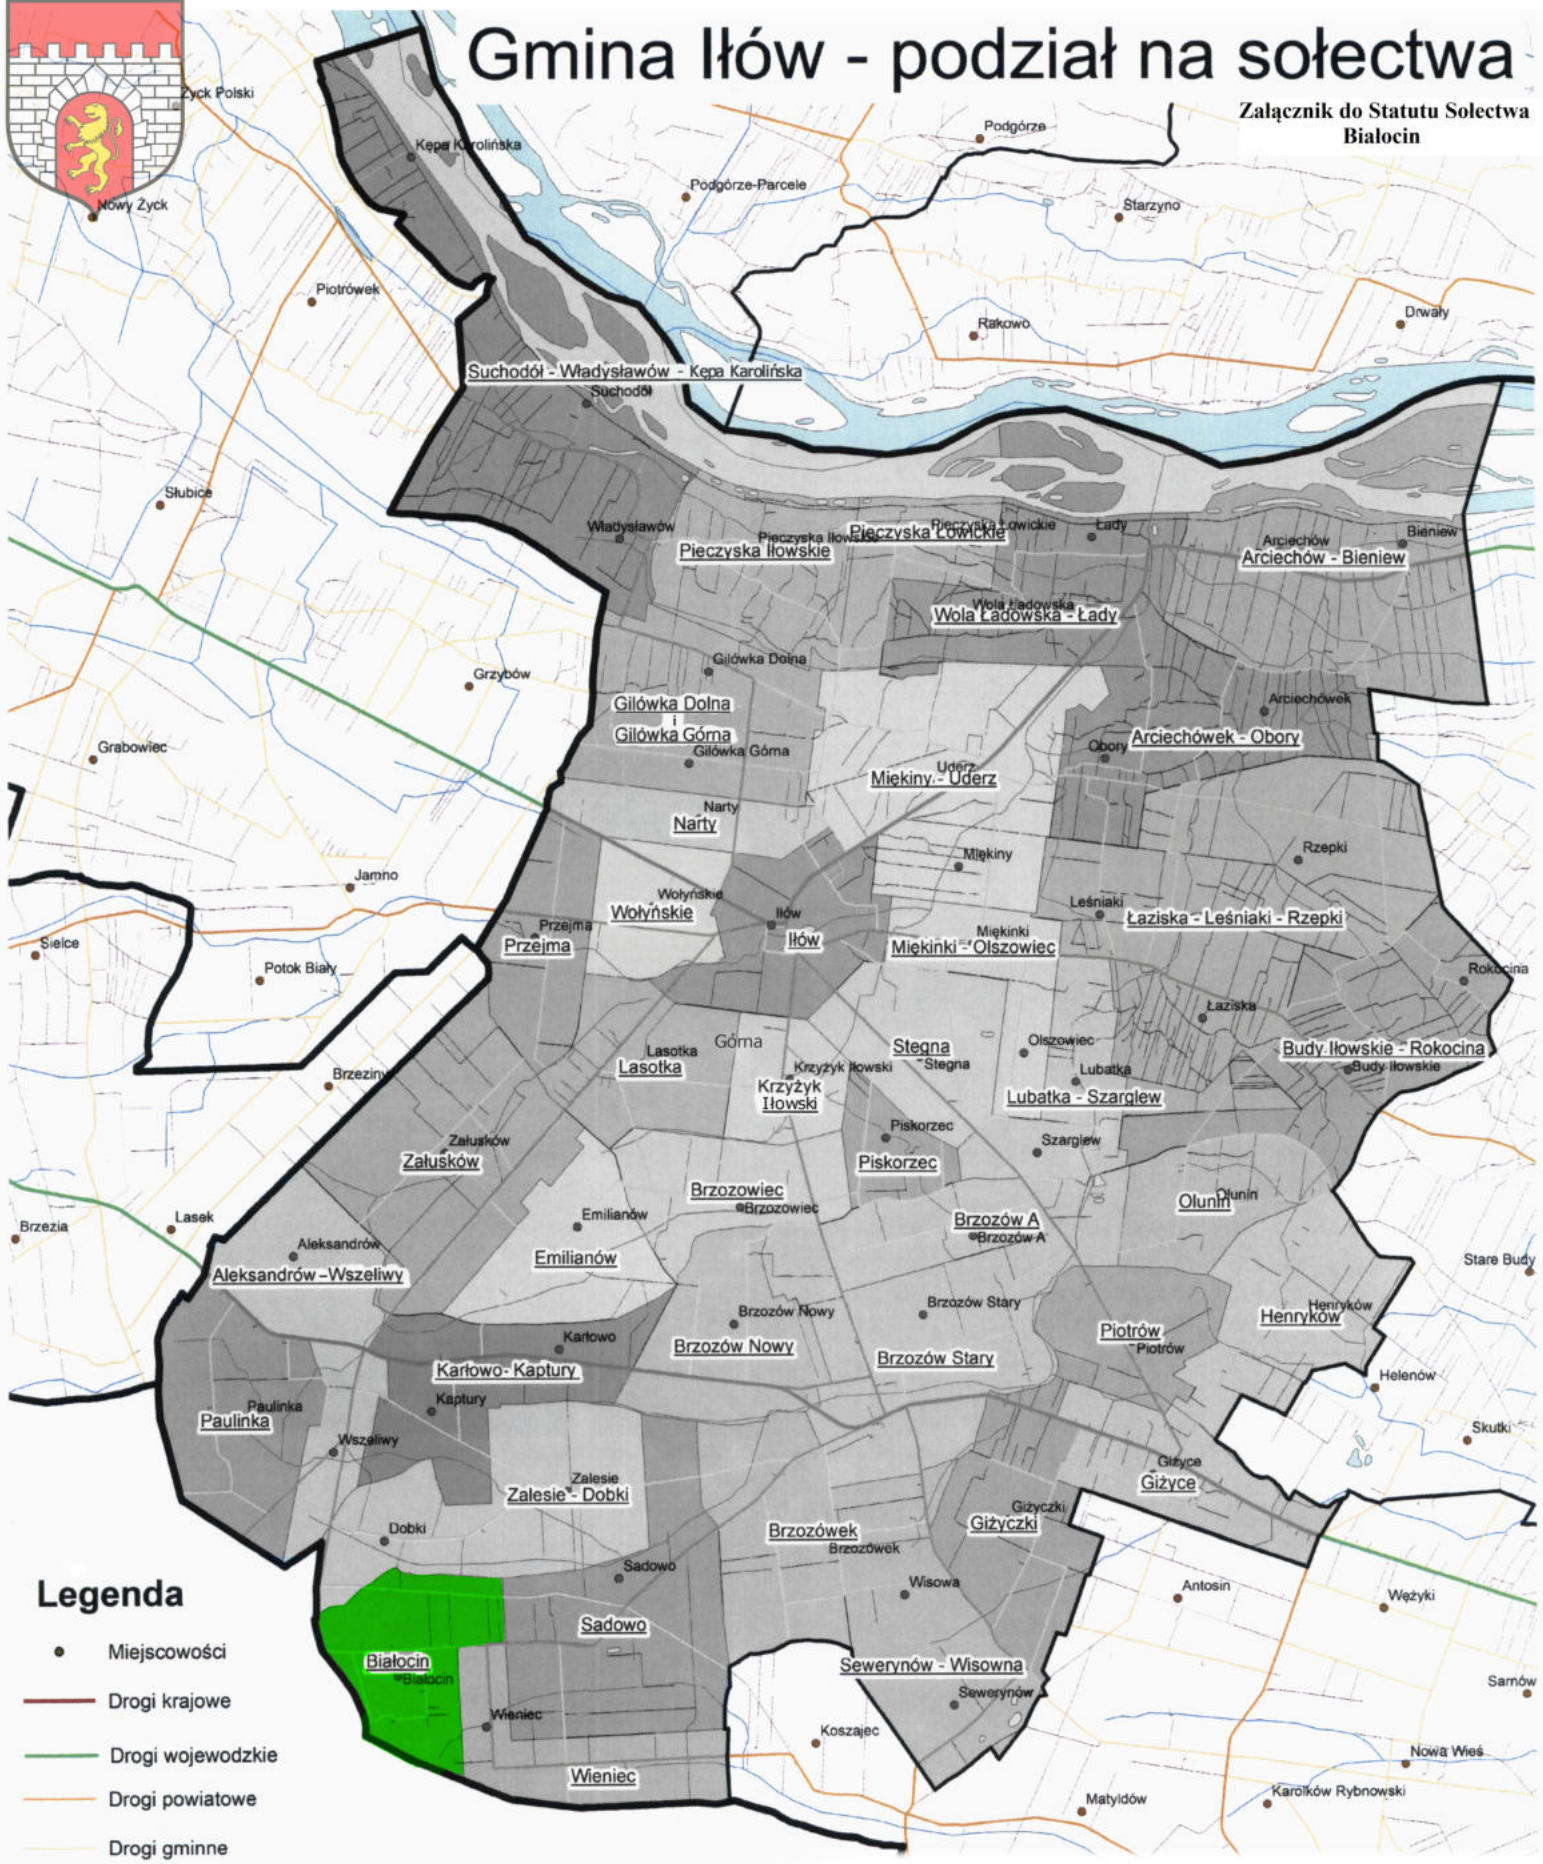 Gmina Iłów - podział na sołectwa
Załącznik do Statutu Sołectwa
Białocin
Życk Polski
Podgórze
Kępa Karolińska
Podgórze-Parcele
Nowy Życk
Starzyno
Piotrówek
Drwały
Rakowo
Suchodół - Władysławów - Kępa Karolińska
Suchodół
Słubice
Władysławów
Pieczyska Iłowskie
Pieczyska Iłowskie
Pieczyska Łowickie
Pieczyska Łowickie
Łady
Arciechów
Bieniew
Arciechów - Bieniew
Wola Ładowska
Wola Ładowska - Łady
Gilówka Dolna
Grzybów
Gilówka Dolna
i
Gilówka Górna
Gilówka Górna
Arciechówek
Arciechówek - Obory
Obory
Grabowiec
Uderz
Miękiny - Uderz
Narty
Narty
Miękiny
Rzepki
Jamno
Wołyńskie
Wołyńskie
Leśniaki
Łaziska - Leśniaki - Rzepki
Iłów
Iłów
Przejma
Przejma
Miękinki
Miękinki - Olszowiec
Sielce
Potok Biały
Rokocina
Łaziska
Górna
Lasotka
Lasotka
Stegna
Stegna
Olszowiec
Budy Iłowskie - Rokocina
Budy Iłowskie
Krzyżyk Iłowski
Krzyżyk
Iłowski
Brzeziny
Lubatka
Lubatka - Szarglew
Piskorzec
Piskorzec
Szarglew
Załusków
Załusków
Brzozowiec
Brzozowiec
Olunin
Olunin
Emilianów
Emilianów
Brzozów A
Brzozów A
Brzezia
Lasek
Aleksandrów
Aleksandrów - Wszeliwy
Stare Budy
Brzozów Nowy
Brzozów Nowy
Brzozów Stary
Brzozów Stary
Henryków
Henryków
Piotrów
Piotrów
Karłowo
Karłowo - Kaptury
Kaptury
Helenów
Paulinka
Paulinka
Wszeliwy
Skutki
Giżyce
Giżyce
Zalesie
Zalesie - Dobki
Dobki
Giżyczki
Giżyczki
Brzozówek
Brzozówek
Sadowo
Sadowo
Wisowa
Antosin
Wężyki
Legenda
Miejscowości
Drogi krajowe
Drogi wojewodzkie
Drogi powiatowe
Drogi gminne
Białocin
Białocin
Sewerynów - Wisowna
Sewerynów
Sarnów
Wieniec
Wieniec
Koszajec
Nowa Wieś
Matyldów
Karolków Rybnowski